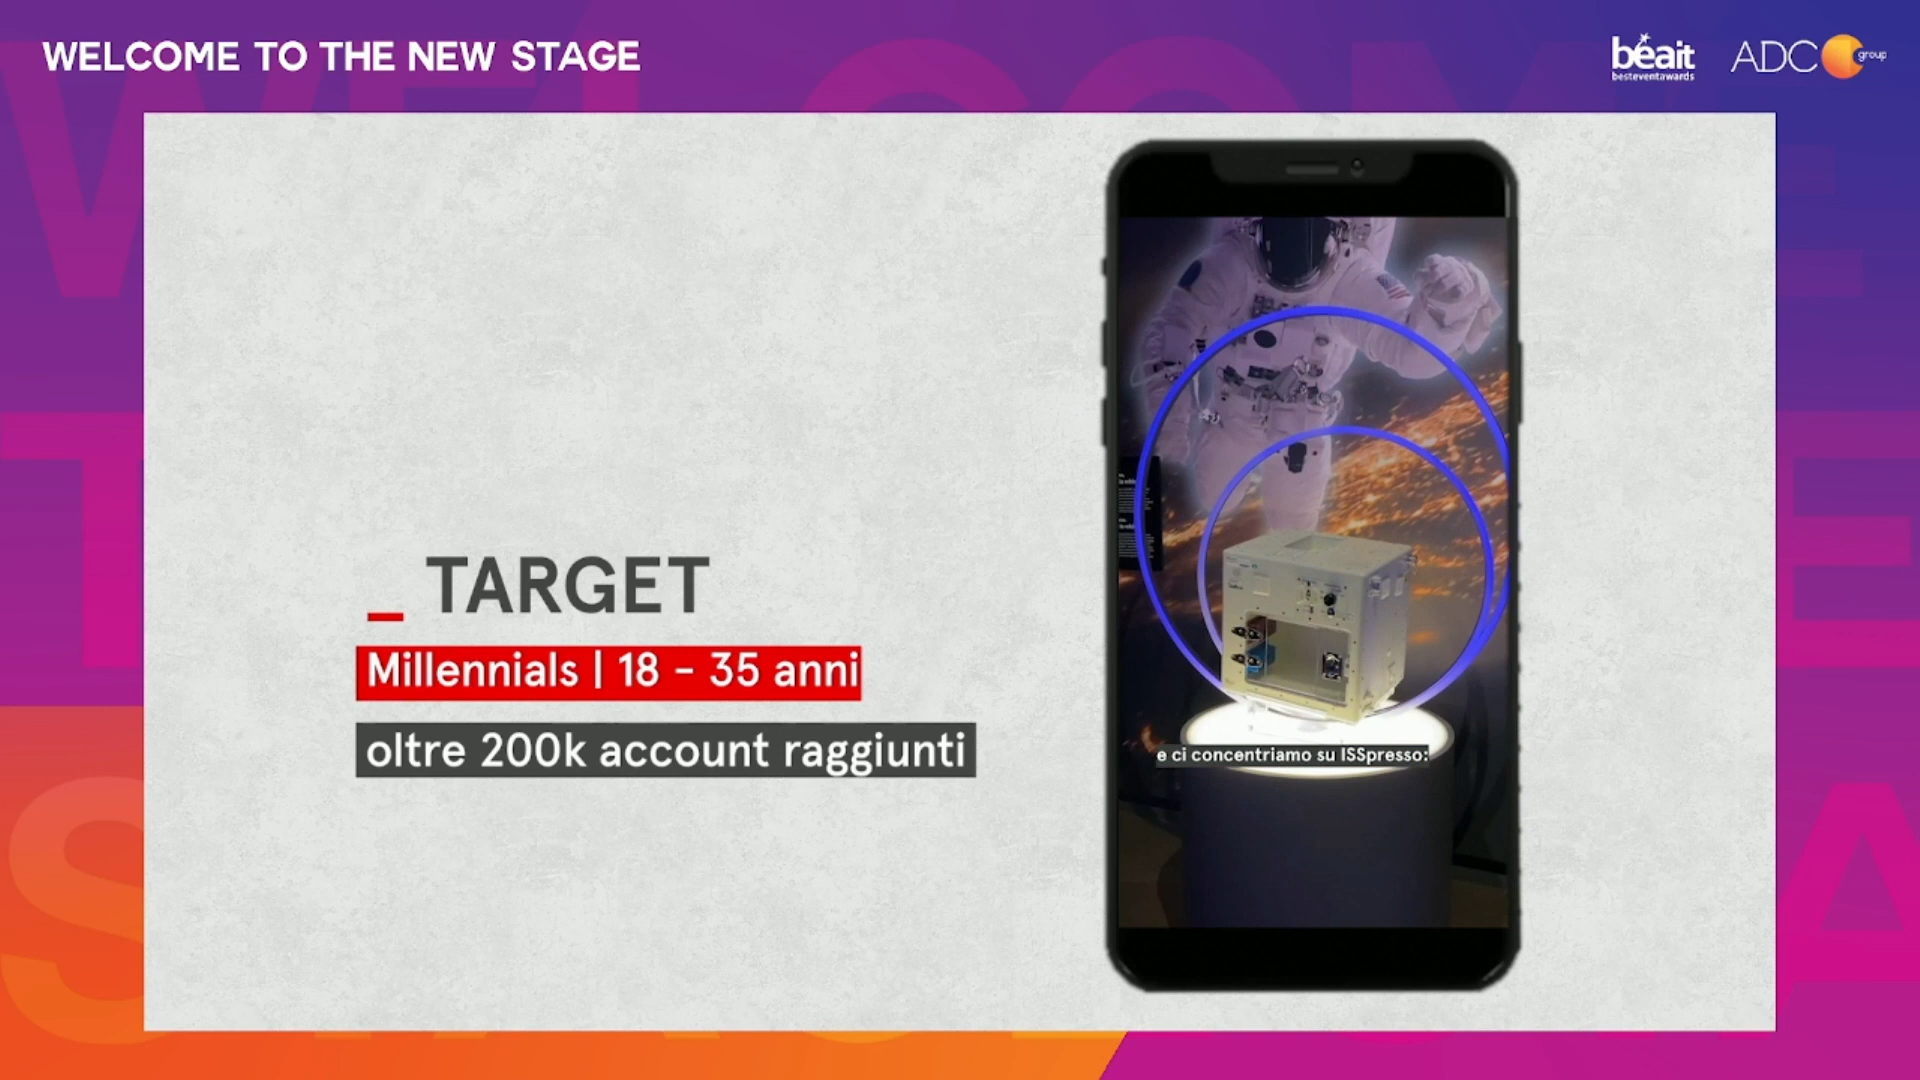 WELCOME TO THE NEW STAGE
béait
besteventawards
ADC group
_ TARGET
Millennials | 18 - 35 anni
oltre 200k account raggiunti
e ci concentriamo su ISSpresso: